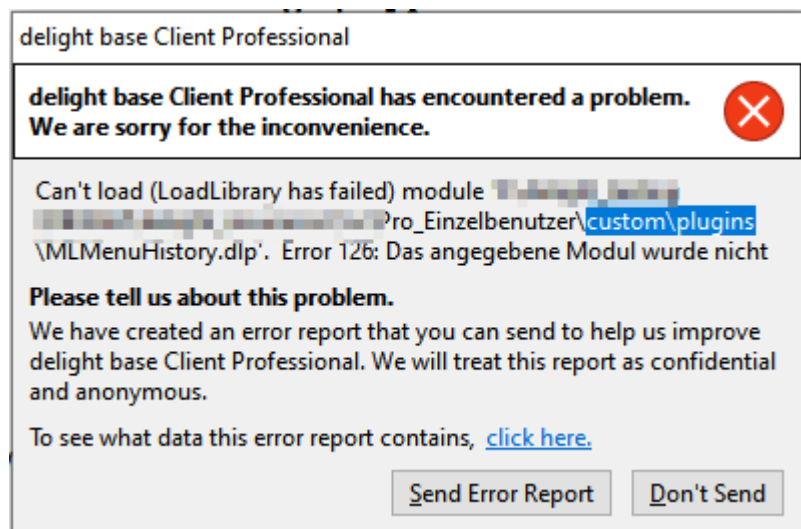 delight base Client Professional
delight base Client Professional has encountered a problem.
We are sorry for the inconvenience.
Can't load (LoadLibrary has failed) module
Pro_Einzelbenutzer\custom\plugins
\MLMenuHistory.dlp'. Error 126: Das angegebene Modul wurde nicht
Please tell us about this problem.
We have created an error report that you can send to help us improve
delight base Client Professional. We will treat this report as confidential
and anonymous.
To see what data this error report contains, click here.
Send Error Report
Don't Send